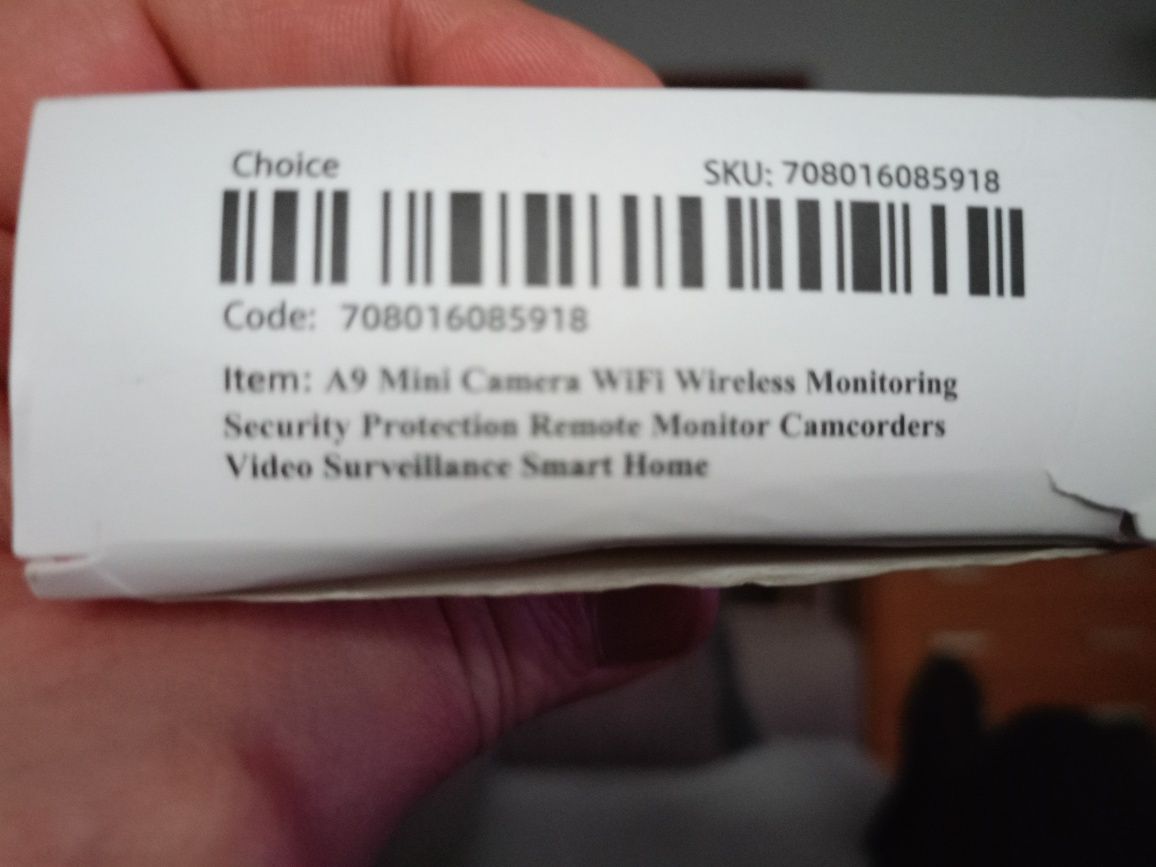 Choice
SKU: 708016085918
Code: 708016085918
Item: A9 Mini Camera WiFi Wireless Monitoring
Security Protection Remote Monitor Camcorders
Video Surveillance Smart Home